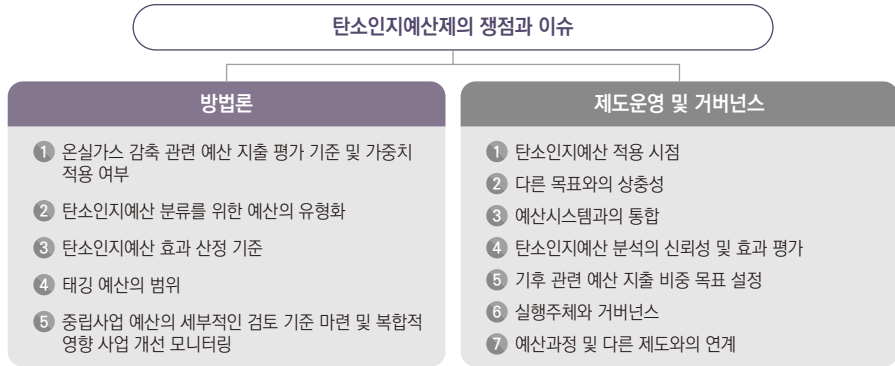 탄소인지예산제의 쟁점과 이슈
방법론
1 온실가스 감축 관련 예산 지출 평가 기준 및 가중치
적용 여부
2 탄소인지예산 분류를 위한 예산의 유형화
3 탄소인지예산 효과 산정 기준
4 태깅 예산의 범위
5 중립사업 예산의 세부적인 검토 기준 마련 및 복합적
영향 사업 개선 모니터링
제도운영 및 거버넌스
1 탄소인지예산 적용 시점
2 다른 목표와의 상충성
3 예산시스템과의 통합
4 탄소인지예산 분석의 신뢰성 및 효과 평가
5 기후 관련 예산 지출 비중 목표 설정
6 실행주체와 거버넌스
7 예산과정 및 다른 제도와의 연계